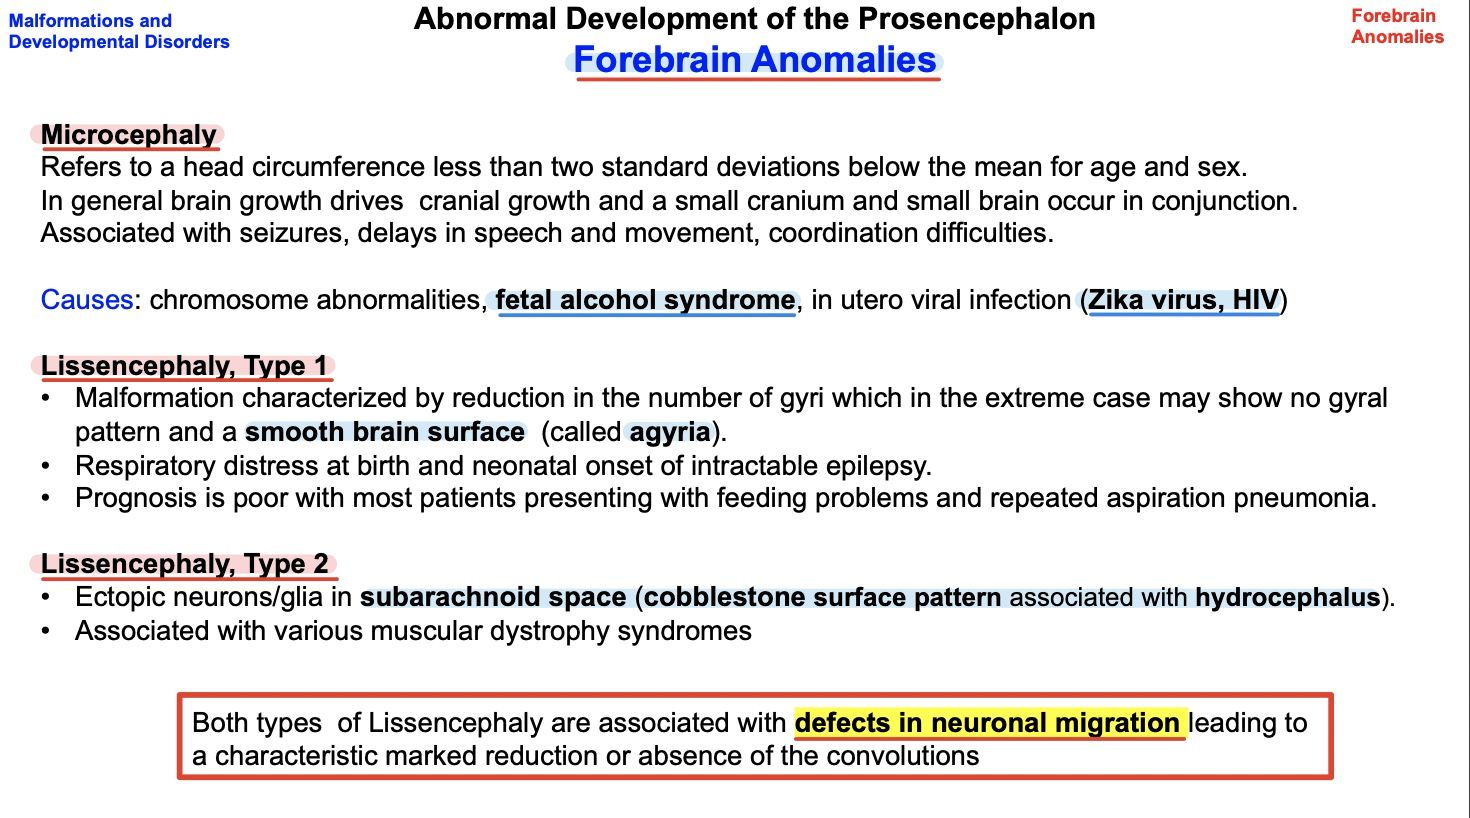 Malformations and
Developmental Disorders
Abnormal Development of the Prosencephalon
Forebrain Anomalies
Forebrain
Anomalies
Microcephaly
Refers to a head circumference less than two standard deviations below the mean for age and sex.
In general brain growth drives  cranial growth and a small cranium and small brain occur in conjunction.
Associated with seizures, delays in speech and movement, coordination difficulties.
Causes: chromosome abnormalities, fetal alcohol syndrome, in utero viral infection (Zika virus, HIV)
Lissencephaly, Type 1
• Malformation characterized by reduction in the number of gyri which in the extreme case may show no gyral
pattern and a smooth brain surface  (called agyria).
• Respiratory distress at birth and neonatal onset of intractable epilepsy.
• Prognosis is poor with most patients presenting with feeding problems and repeated aspiration pneumonia.
Lissencephaly, Type 2
• Ectopic neurons/glia in subarachnoid space (cobblestone surface pattern associated with hydrocephalus).
• Associated with various muscular dystrophy syndromes
Both types  of Lissencephaly are associated with defects in neuronal migration leading to
a characteristic marked reduction or absence of the convolutions